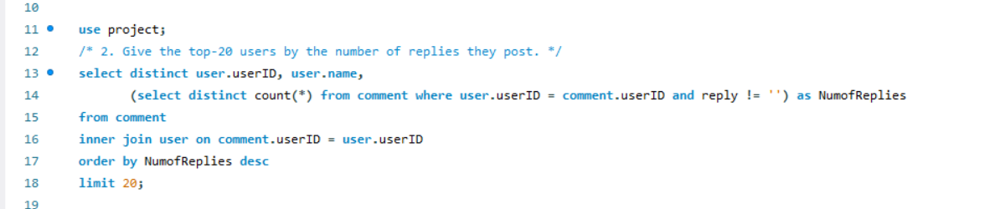 10
11 use project;
12 /* 2. Give the top-20 users by the number of replies they post. */
13 select distinct user.userID, user.name,
14 (select distinct count(*) from comment where user.userID = comment.userID and reply != '') as NumofReplies
15 from comment
16 inner join user on comment.userID = user.userID
17 order by NumofReplies desc
18 limit 20;
19